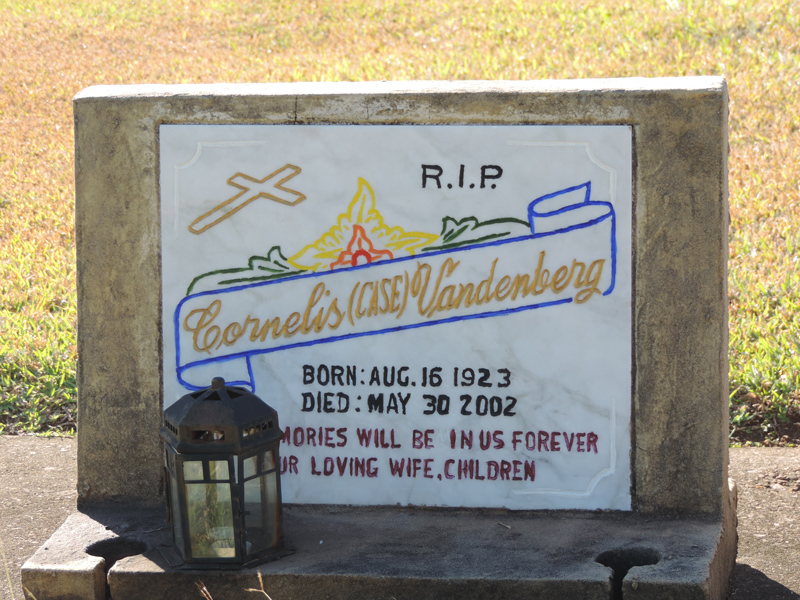 R.I.P.
Cornelis (CASE) Vandenberg
BORN: AUG. 16 1923
DIED: MAY 30 2002
MORIES WILL BE IN US FOREVER
UR LOVING WIFE, CHILDREN